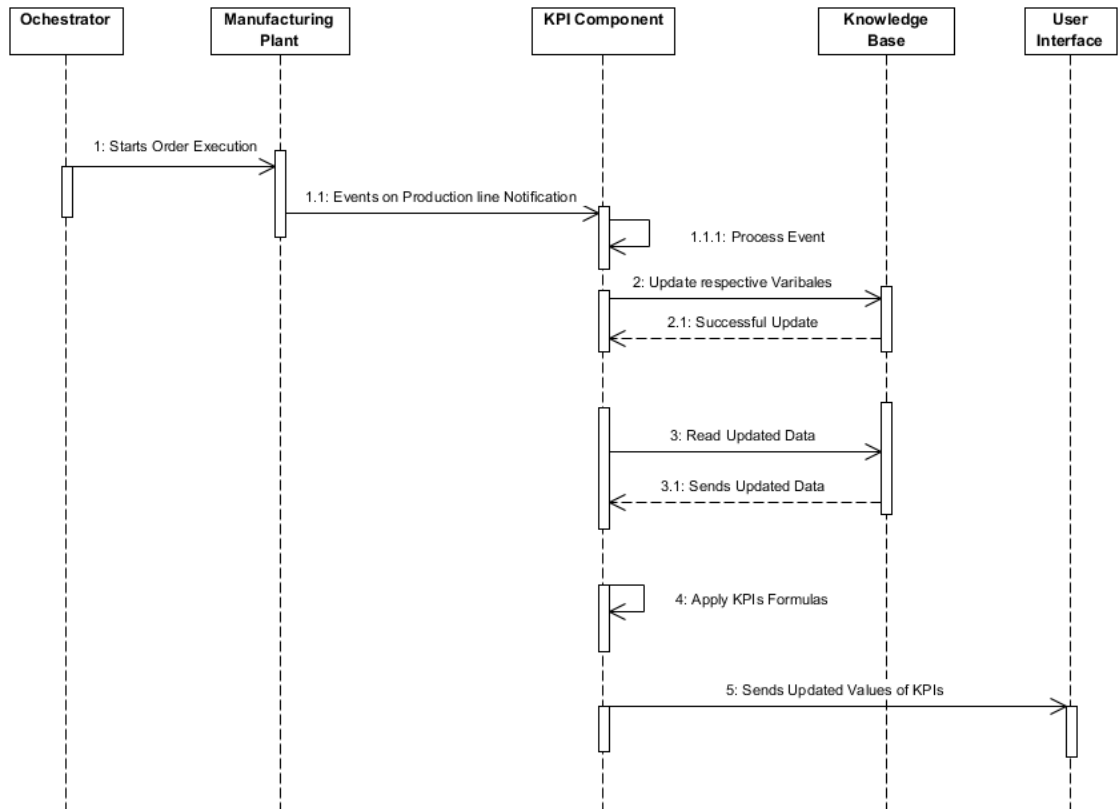 Ochestrator
Manufacturing
Plant
KPI Component
Knowledge
Base
User
Interface
1: Starts Order Execution
1.1: Events on Production line Notification
1.1.1: Process Event
2: Update respective Varibales
2.1: Successful Update
3: Read Updated Data
3.1: Sends Updated Data
4: Apply KPIs Formulas
5: Sends Updated Values of KPIs